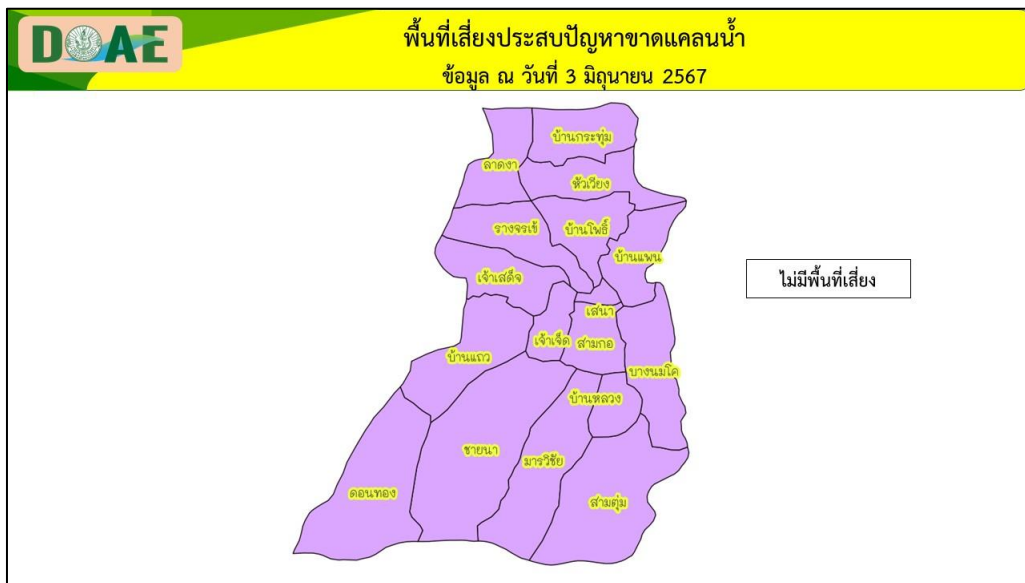 DOAE
พื้นที่เสี่ยงประสบปัญหาขาดแคลนน้ำ
ข้อมูล ณ วันที่ 3 มิถุนายน 2567
บ้านกระทุ่ม
ลาดงา
หัวเวียง
รางจรเข้
บ้านโพธิ์
บ้านแพน
เจ้าเสด็จ
ไม่มีพื้นที่เสี่ยง
เสนา
เจ้าเจ็ด
สามกอ
บ้านแถว
บางนมโค
บ้านหลวง
ชายนา
มารวิชัย
ดอนทอง
สามตุ่ม